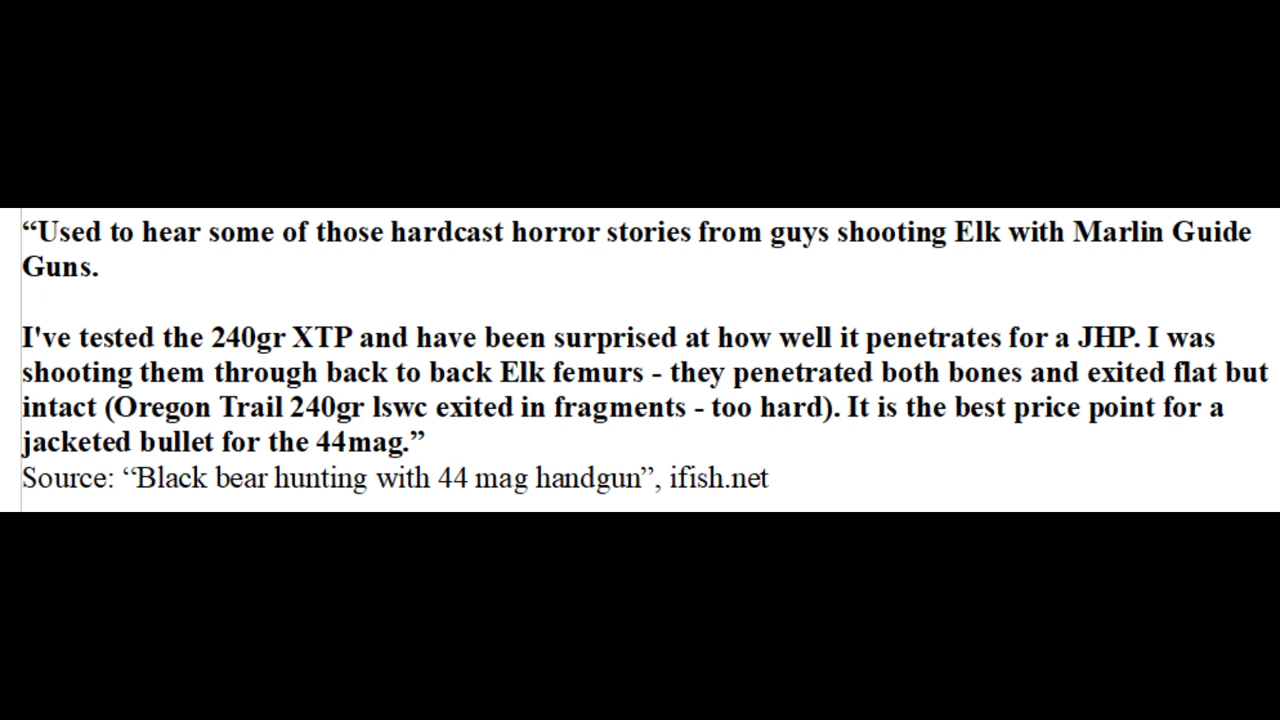 “Used to hear some of those hardcast horror stories from guys shooting Elk with Marlin Guide
Guns.
I've tested the 240gr XTP and have been surprised at how well it penetrates for a JHP. I was
shooting them through back to back Elk femurs - they penetrated both bones and exited flat but
intact (Oregon Trail 240gr lswc exited in fragments - too hard). It is the best price point for a
jacketed bullet for the 44mag.”
Source: “Black bear hunting with 44 mag handgun”, ifish.net